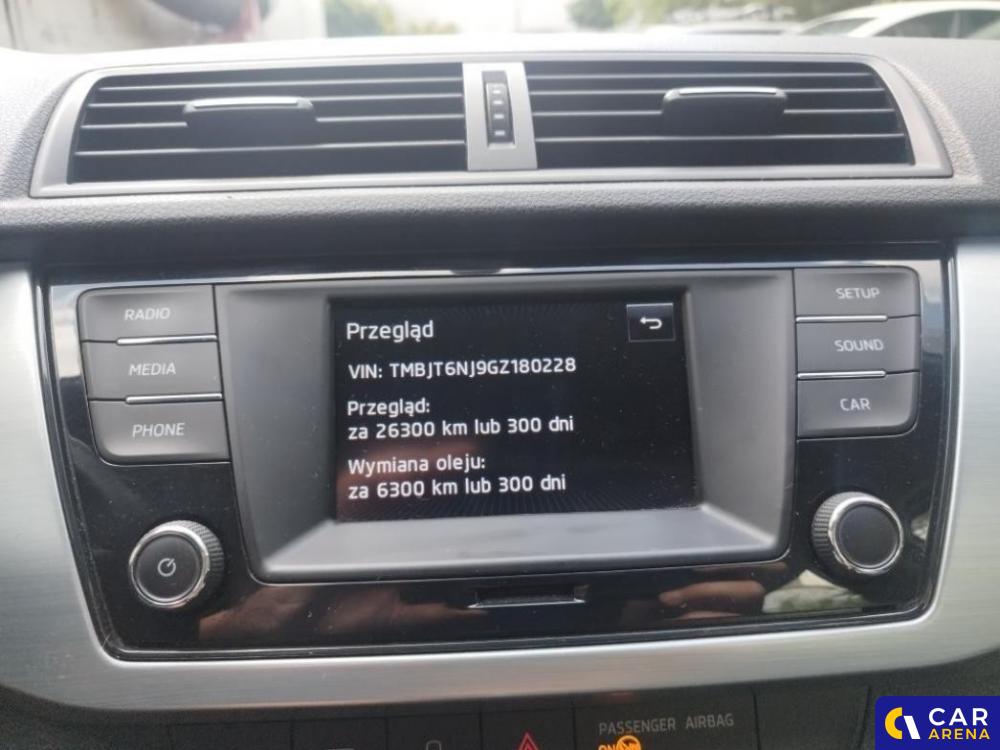 RADIO
MEDIA
PHONE
Przegląd
VIN: TMBJT6NJ9GZ180228
Przegląd:
za 26300 km lub 300 dni
Wymiana oleju:
za 6300 km lub 300 dni
SETUP
SOUND
CAR
PASSENGER AIRBAG
ON
CAR
ARENA